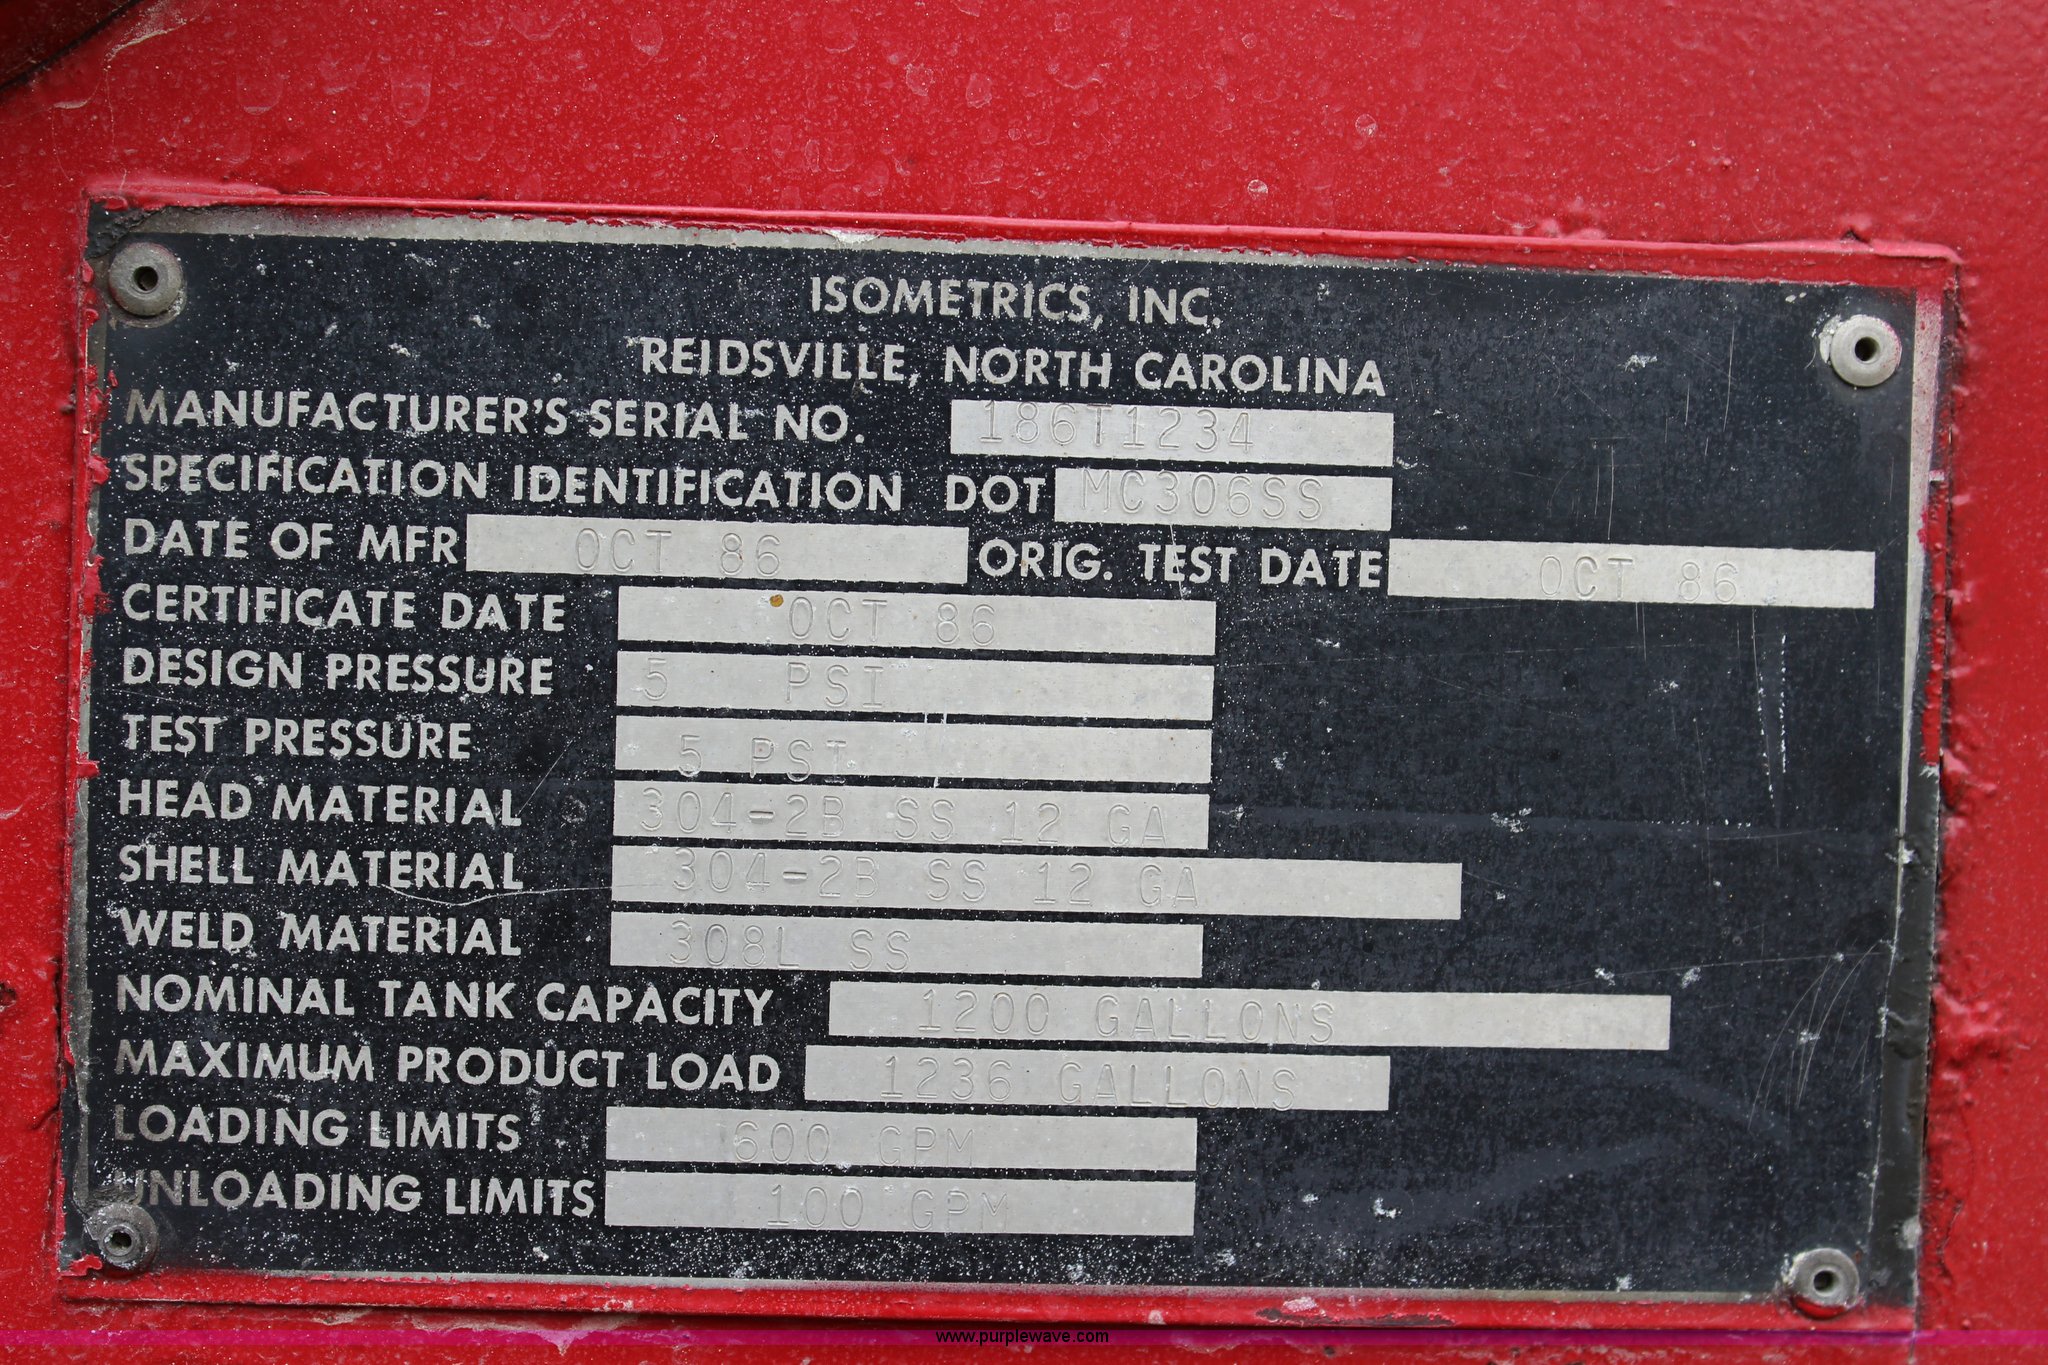 ISOMETRICS, INC.
REIDSVILLE, NORTH CAROLINA
MANUFACTURER'S SERIAL NO. 186T1234
SPECIFICATION IDENTIFICATION DOT MC306SS
DATE OF MFR OCT 86 ORIG. TEST DATE OCT 86
CERTIFICATE DATE OCT 86
DESIGN PRESSURE 5 PSI
TEST PRESSURE 5 PSI
HEAD MATERIAL 304-2B SS 12 GA
SHELL MATERIAL 304-2B SS 12 GA
WELD MATERIAL 308L SS
NOMINAL TANK CAPACITY 1200 GALLONS
MAXIMUM PRODUCT LOAD 1236 GALLONS
LOADING LIMITS 600 GPM
UNLOADING LIMITS 100 GPM
www.purplewave.com